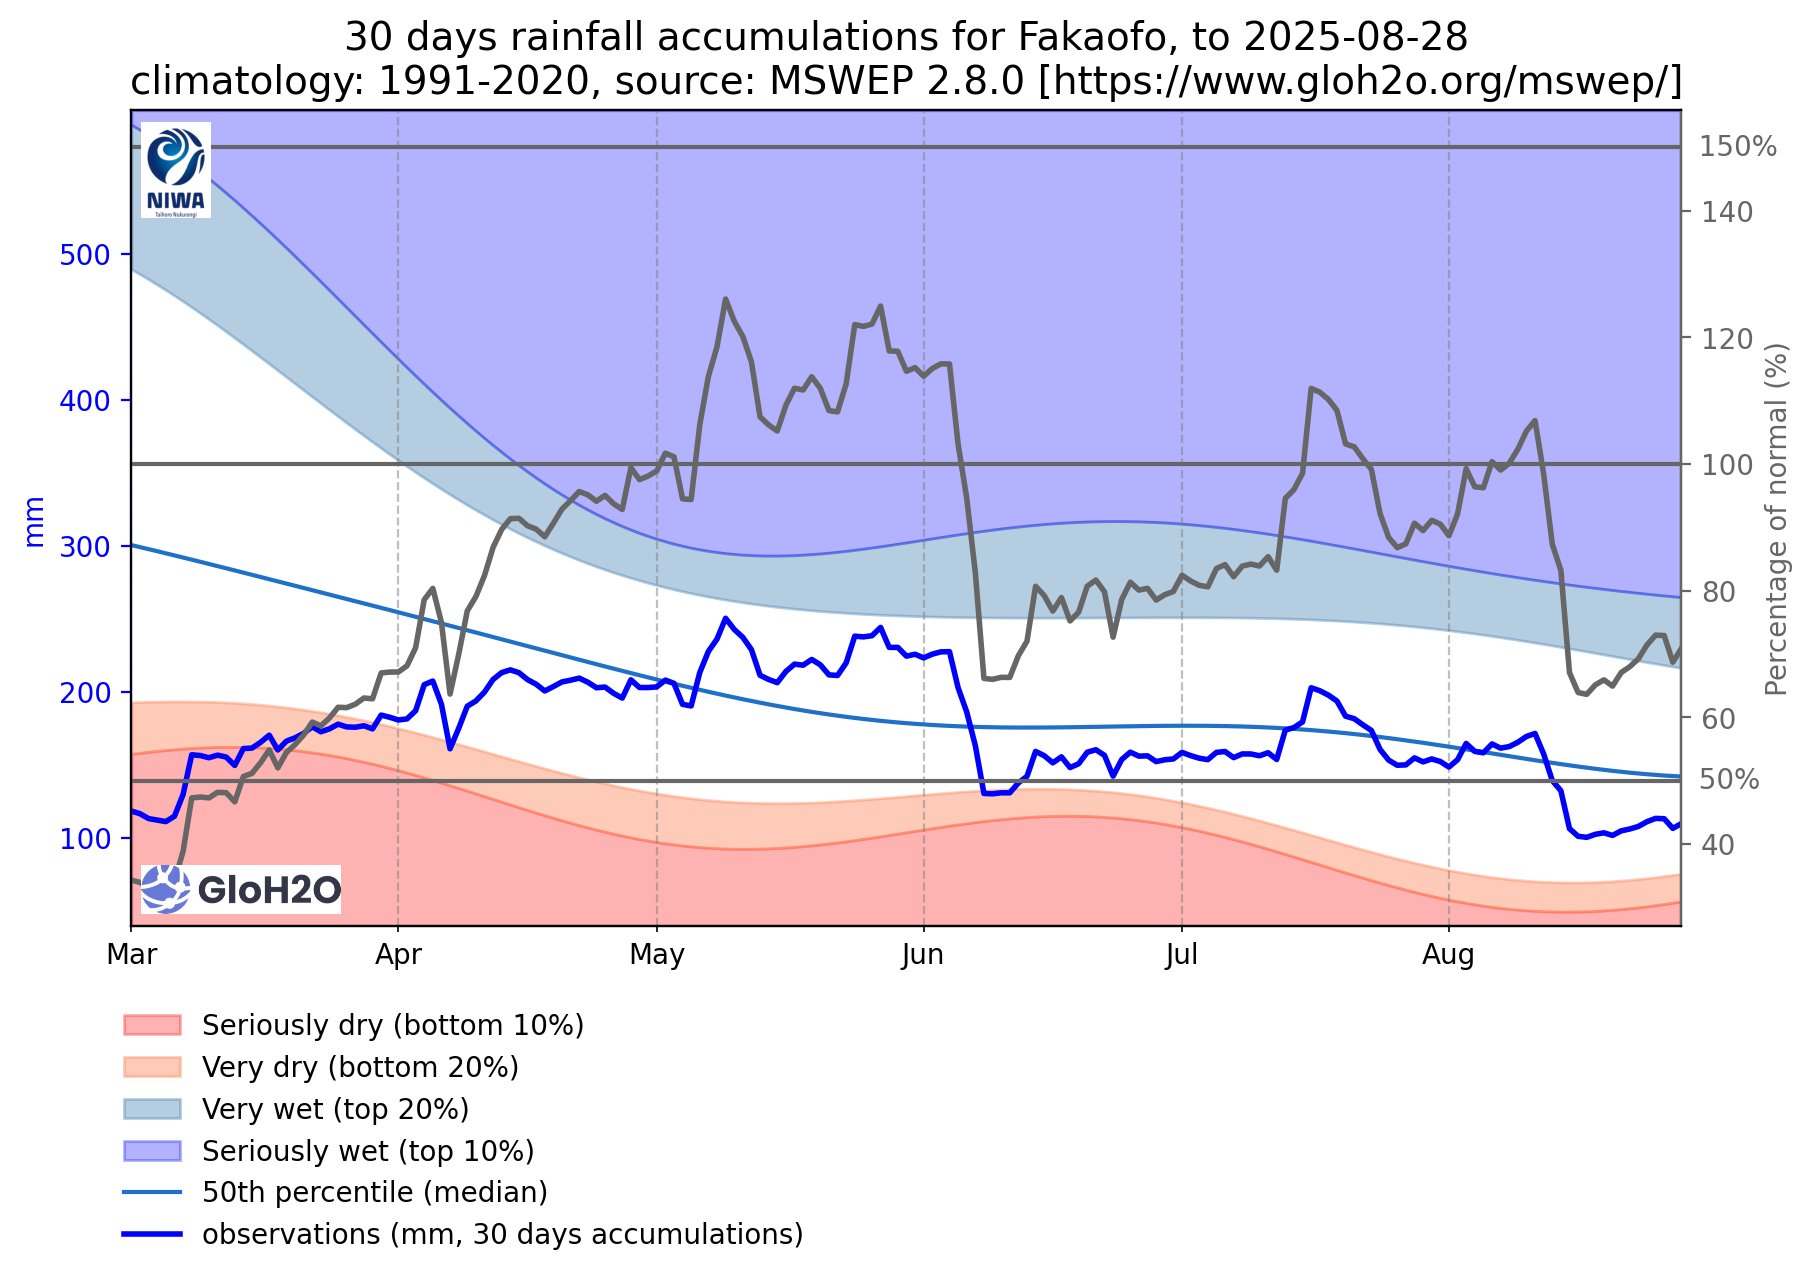 30 days rainfall accumulations for Fakaofo, to 2025-08-28
climatology: 1991-2020, source: MSWEP 2.8.0 [https://www.gloh2o.org/mswep/]
NIWA
Taihoro Nukurangi
150%
140
500
120
400
100
mm
Percentage of normal (%)
300
80
200
60
50%
100
40
GloH2O
Mar Apr May Jun Jul Aug
Seriously dry (bottom 10%)
Very dry (bottom 20%)
Very wet (top 20%)
Seriously wet (top 10%)
50th percentile (median)
observations (mm, 30 days accumulations)